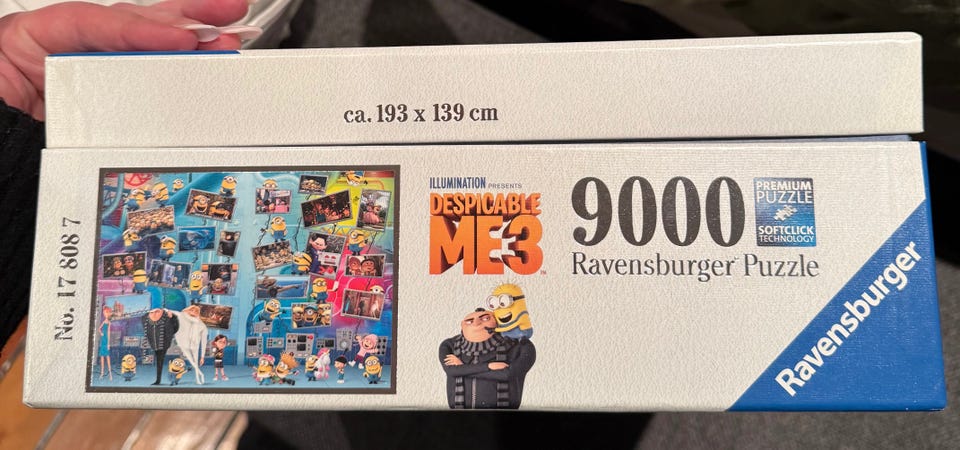 ca. 193 x 139 cm
No. 17 808 7
ILLUMINATION PRESENTS
DESPICABLE
ME3
™
9000
Ravensburger® Puzzle
PREMIUM
PUZZLE
SOFTCLICK
TECHNOLOGY
Ravensburger